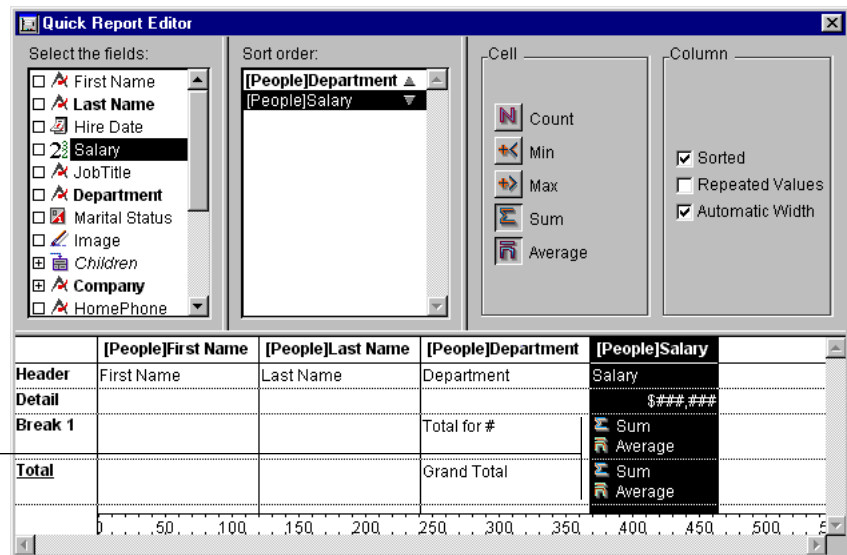 Quick Report Editor
Select the fields:
First Name
Last Name
Hire Date
Salary
JobTitle
Department
Marital Status
Image
Children
Company
HomePhone
Sort order:
[People]Department
[People]Salary
Cell
Count
Min
Max
Sum
Average
Column
Sorted
Repeated Values
Automatic Width
[People]First Name [People]Last Name [People]Department [People]Salary
Header First Name Last Name Department Salary
Detail $###,###
Break 1 Total for # Sum
Average
Total Grand Total Sum
Average
0 50 100 150 200 250 300 350 400 450 500